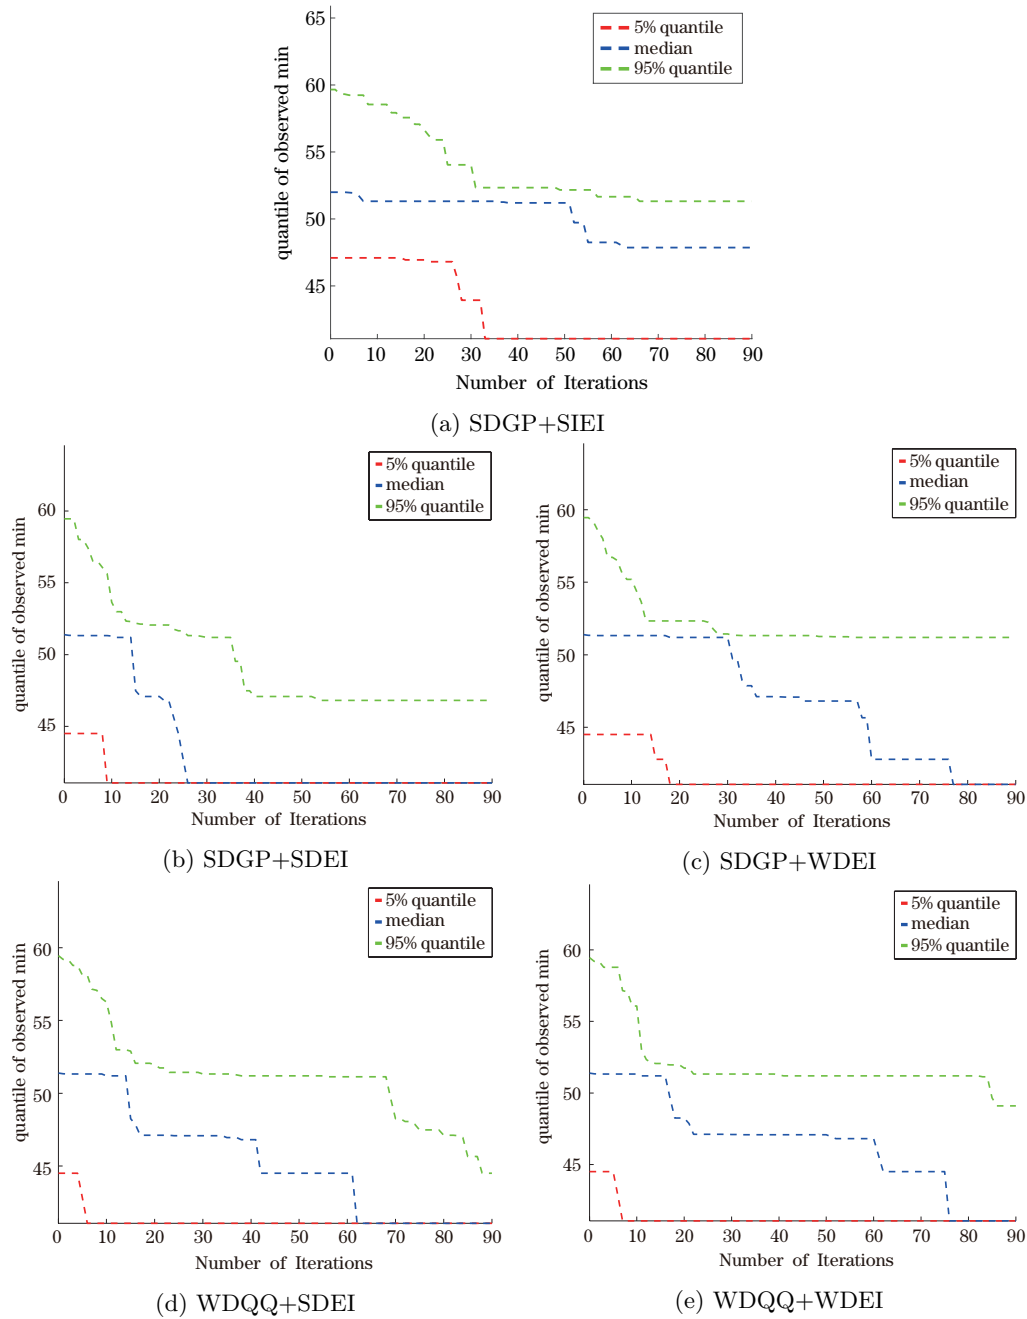 65
60
55
50
45
quantile of observed min
5% quantile
median
95% quantile
0 10 20 30 40 50 60 70 80 90
Number of Iterations
(a) SDGP+SIEI
60
55
50
45
quantile of observed min
5% quantile
median
95% quantile
0 10 20 30 40 50 60 70 80 90
Number of Iterations
(b) SDGP+SDEI
60
55
50
45
quantile of observed min
5% quantile
median
95% quantile
0 10 20 30 40 50 60 70 80 90
Number of Iterations
(c) SDGP+WDEI
60
55
50
45
quantile of observed min
5% quantile
median
95% quantile
0 10 20 30 40 50 60 70 80 90
Number of Iterations
(d) WDQQ+SDEI
60
55
50
45
quantile of observed min
5% quantile
median
95% quantile
0 10 20 30 40 50 60 70 80 90
Number of Iterations
(e) WDQQ+WDEI